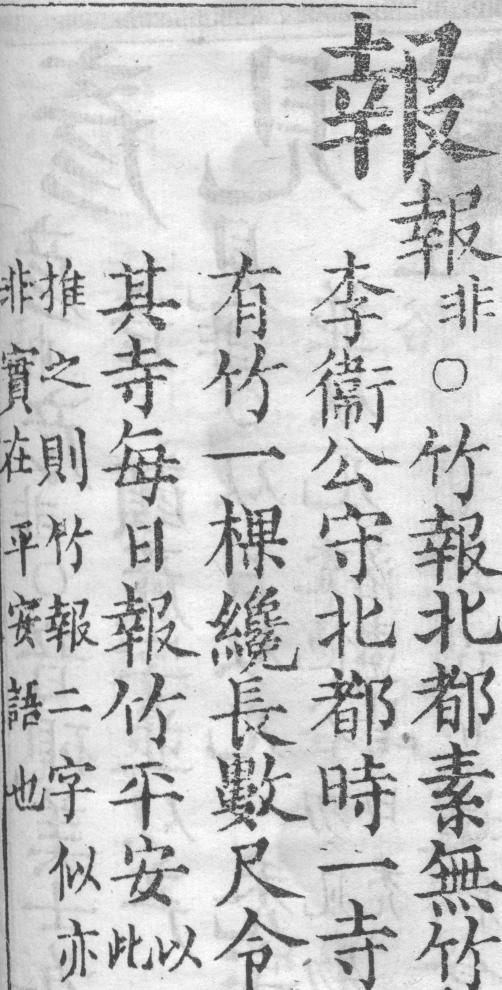 報
報非○竹報北都素無竹
李衞公守北都時一寺
有竹一棵纔長數尺令
其寺每日報竹平安以此
推之則竹報二字似亦
非實在平安語也